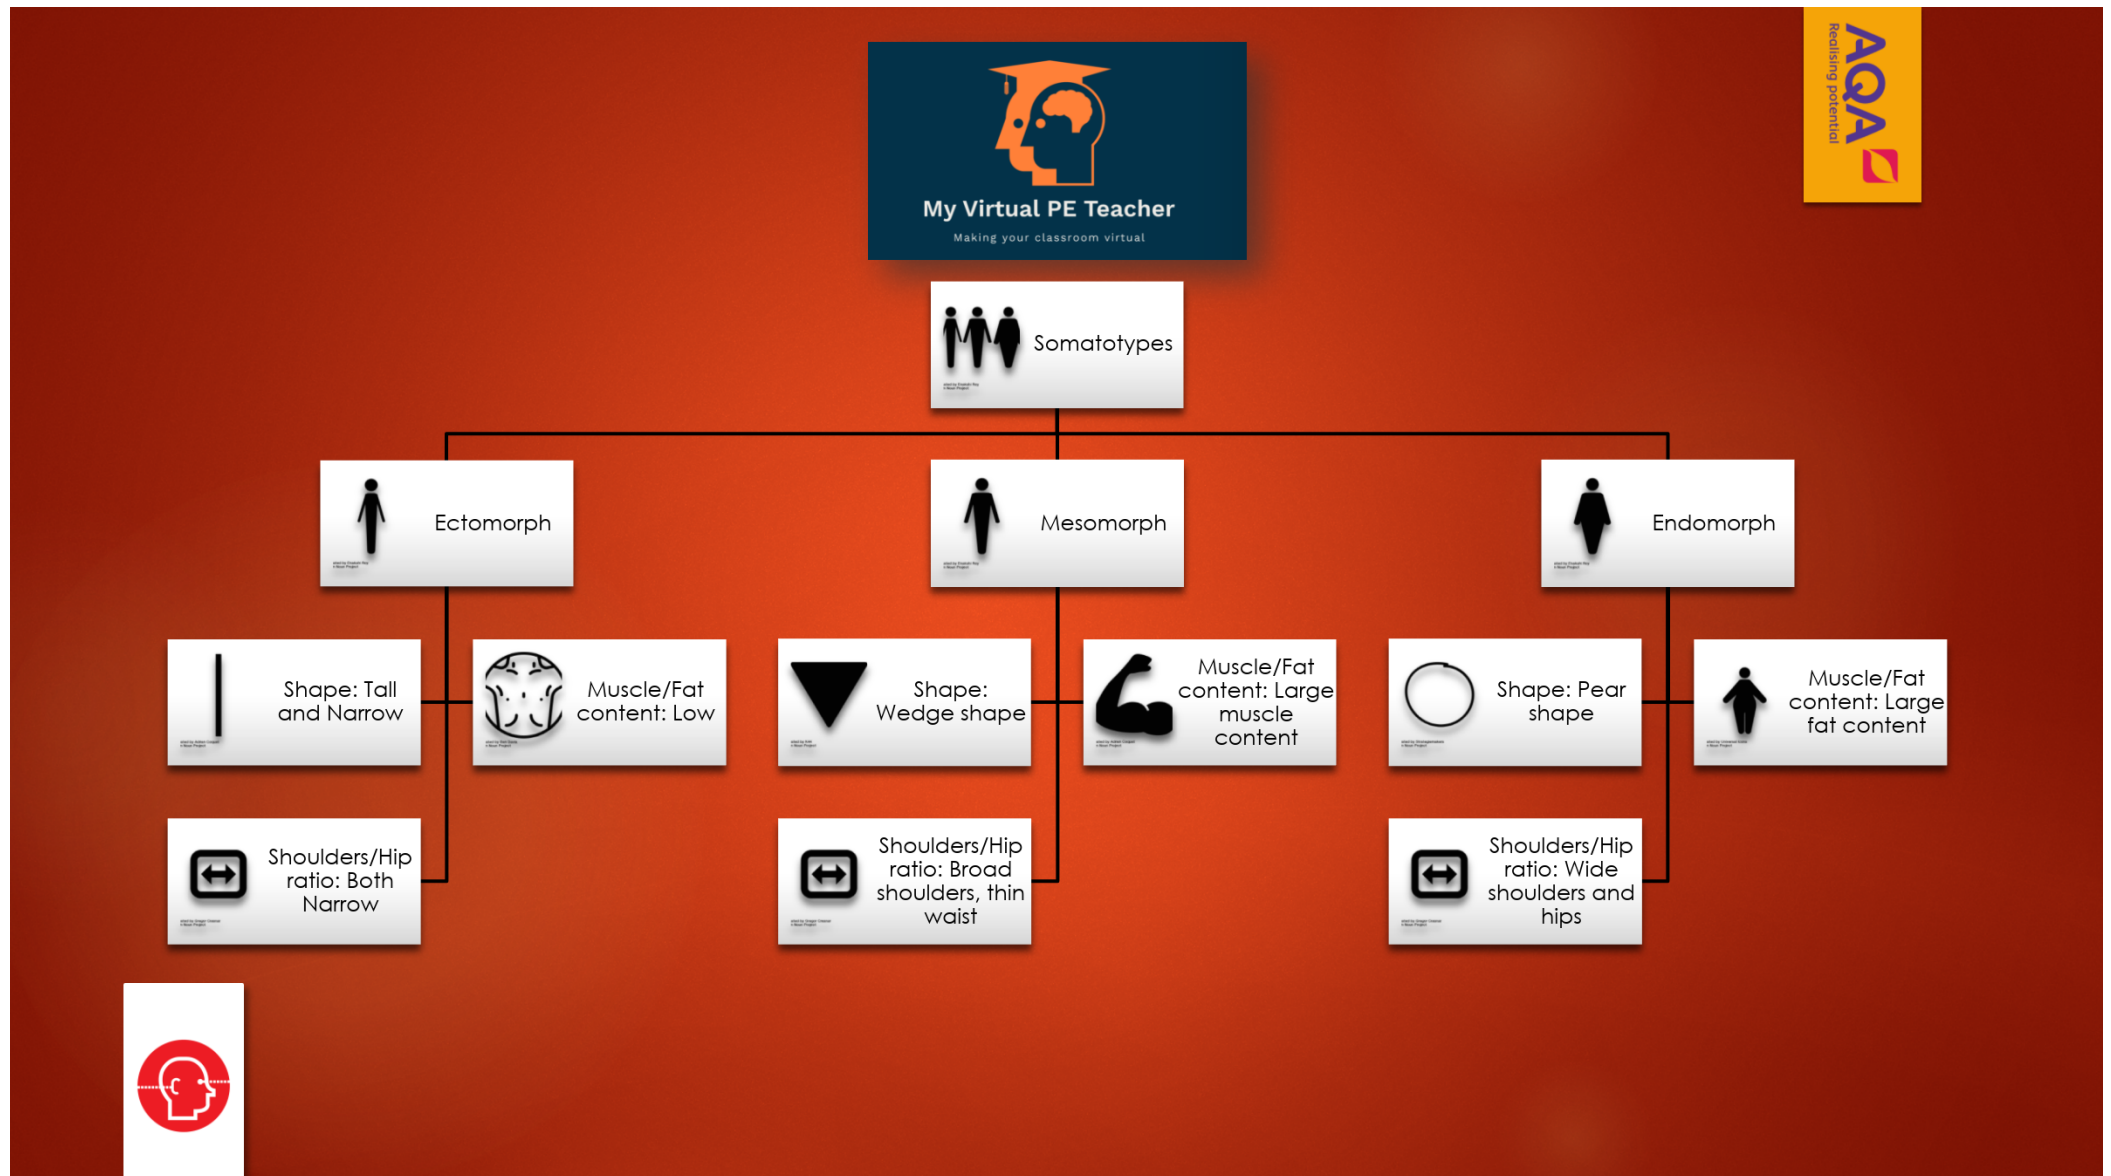 AQA
Realising potential
My Virtual PE Teacher
Making your classroom virtual
Somatotypes
Ectomorph
Mesomorph
Endomorph
Shape: Tall
and Narrow
Muscle/Fat
content: Low
Shape:
Wedge shape
Muscle/Fat
content: Large
muscle
content
Shape: Pear
shape
Muscle/Fat
content: Large
fat content
Shoulders/Hip
ratio: Both
Narrow
Shoulders/Hip
ratio: Broad
shoulders, thin
waist
Shoulders/Hip
ratio: Wide
shoulders and
hips